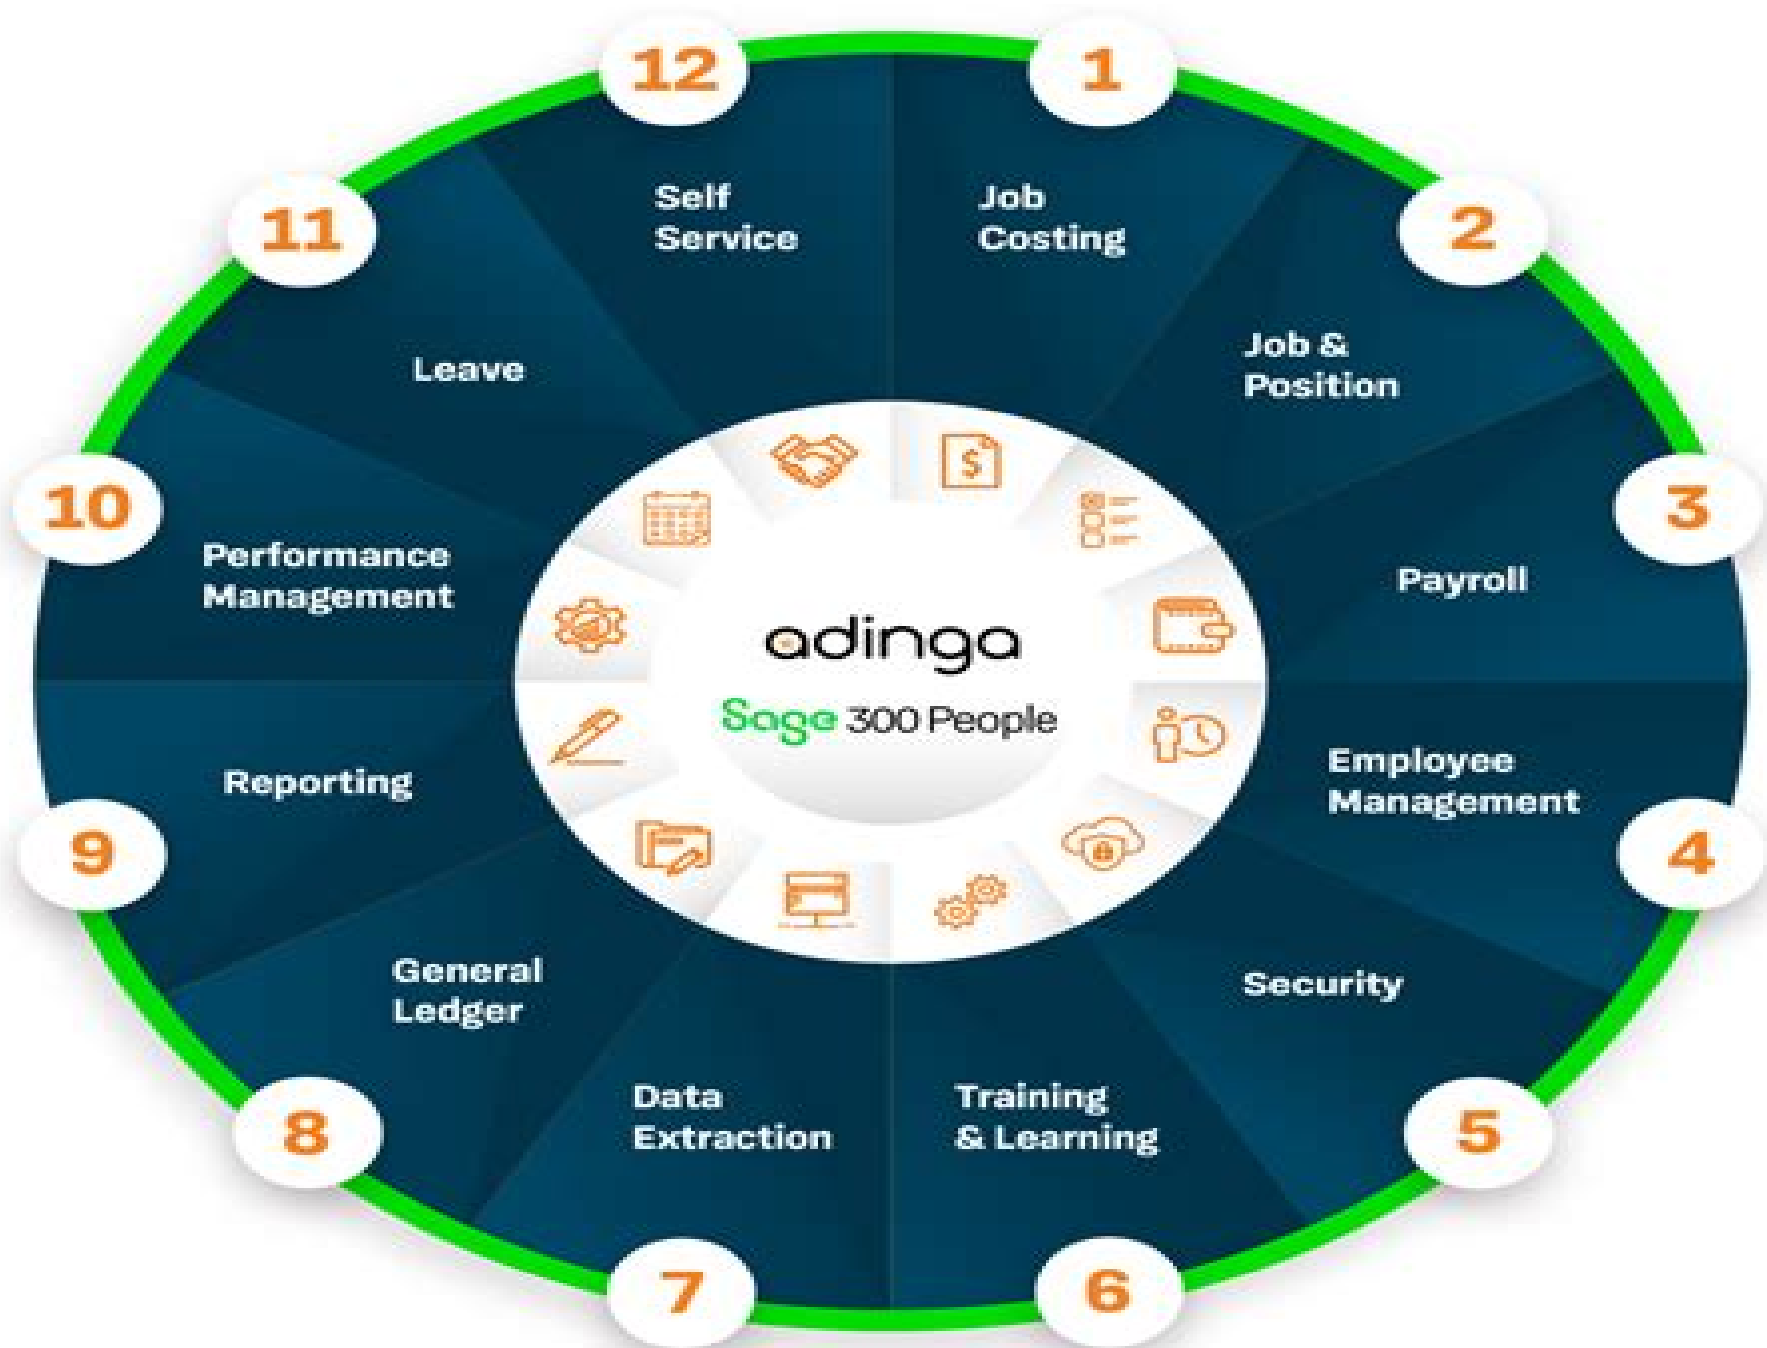 12
1
11
2
10
3
9
4
8
5
7
6
Self
Service
Job
Costing
Job &
Position
Payroll
Employee
Management
Security
Training
& Learning
Data
Extraction
General
Ledger
Reporting
Performance
Management
Leave
$
adinga
Sage 300 People